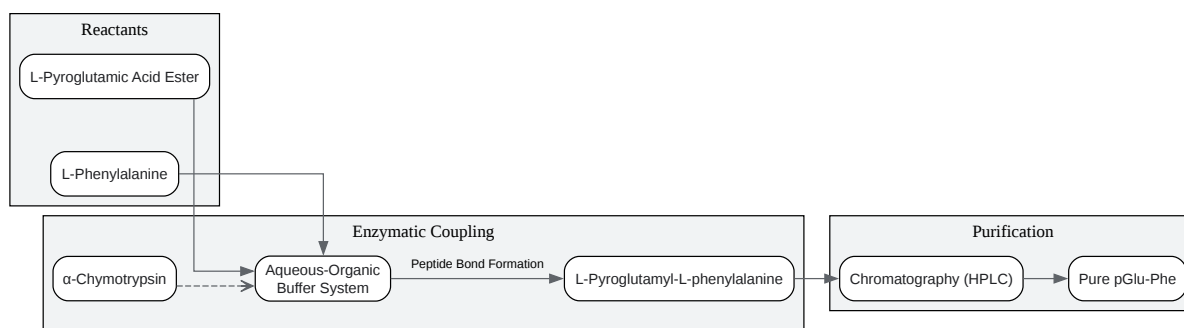 Reactants
L-Pyroglutamic Acid Ester
L-Phenylalanine
Enzymatic Coupling
α-Chymotrypsin
Aqueous-Organic
Buffer System
Peptide Bond Formation
L-Pyroglutamyl-L-phenylalanine
Purification
Chromatography (HPLC)
Pure pGlu-Phe